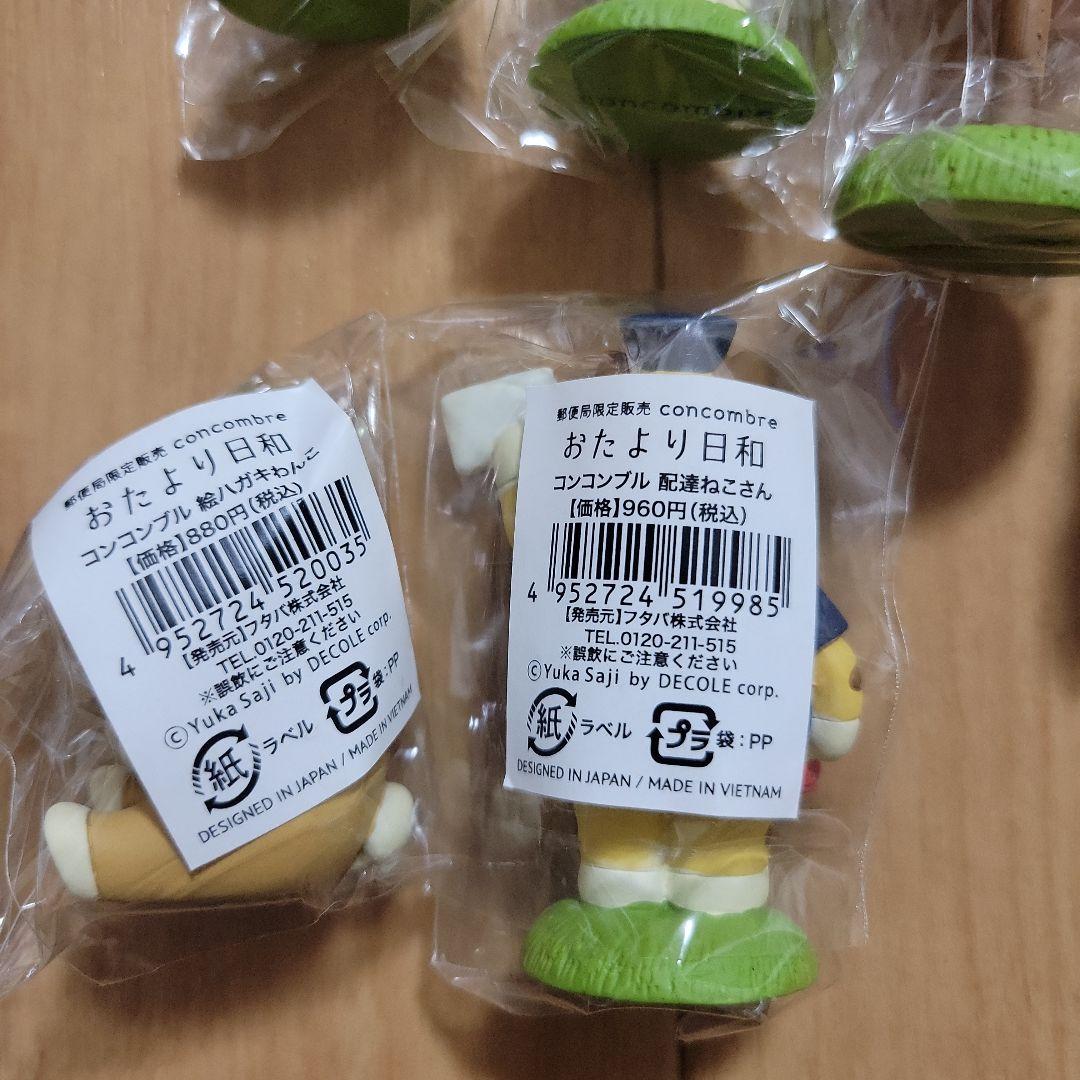 concombre
郵便局限定販売 concombre
おたより日和
コンコンブル 絵ハガキわんこ
【価格】880円(税込)
4 952724 520035
【発売元】フタバ株式会社
TEL.0120-211-515
※誤飲にご注意ください
©Yuka Saji by DECOLE corp.
紙 ラベル プラ 袋:PP
DESIGNED IN JAPAN / MADE IN VIETNAM
郵便局限定販売 concombre
おたより日和
コンコンブル 配達ねこさん
【価格】960円(税込)
4 952724 519985
【発売元】フタバ株式会社
TEL.0120-211-515
※誤飲にご注意ください
©Yuka Saji by DECOLE corp.
紙 ラベル プラ 袋:PP
DESIGNED IN JAPAN / MADE IN VIETNAM